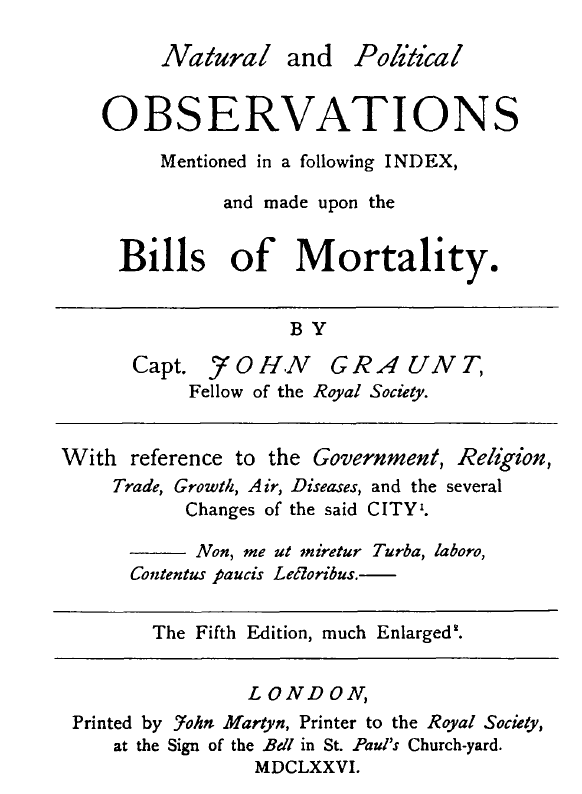 Natural and Political
OBSERVATIONS
Mentioned in a following INDEX,
and made upon the
Bills of Mortality.
BY
Capt. JOHN GRAUNT,
Fellow of the Royal Society.
With reference to the Government, Religion,
Trade, Growth, Air, Diseases, and the several
Changes of the said CITY¹.
—— Non, me ut miretur Turba, laboro,
Contentus paucis Lectoribus.——
The Fifth Edition, much Enlarged².
LONDON,
Printed by John Martyn, Printer to the Royal Society,
at the Sign of the Bell in St. Paul's Church-yard.
MDCLXXVI.